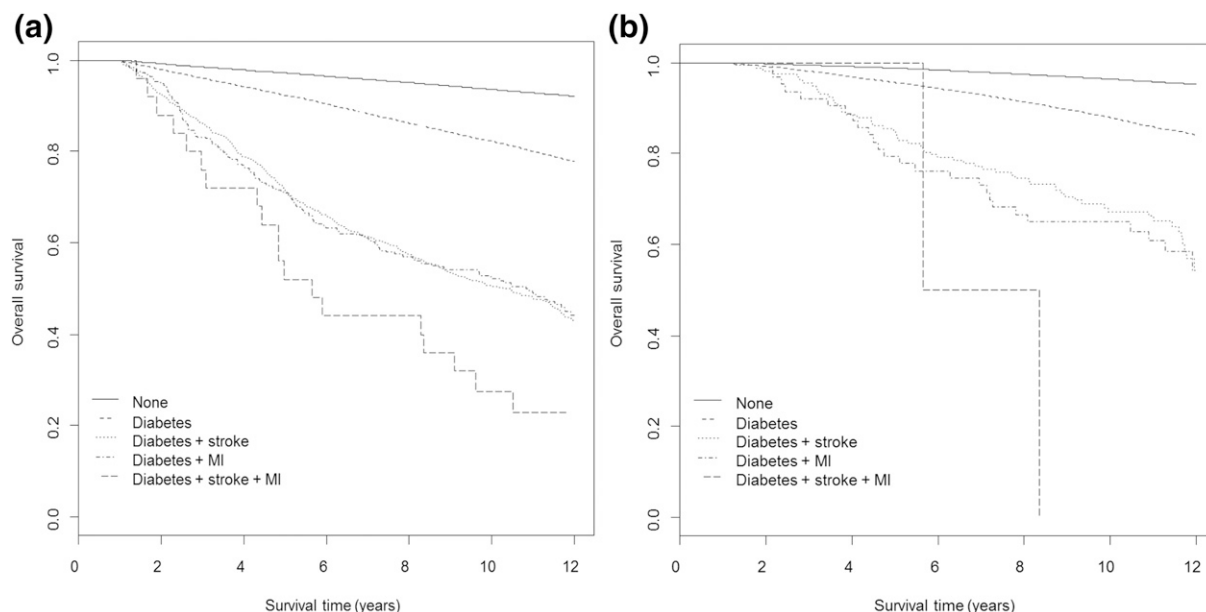 (a)
Overall survival
1.0
0.8
0.6
0.4
0.2
0.0
None
Diabetes
Diabetes + stroke
Diabetes + MI
Diabetes + stroke + MI
0 2 4 6 8 10 12
Survival time (years)
(b)
Overall survival
1.0
0.8
0.6
0.4
0.2
0.0
None
Diabetes
Diabetes + stroke
Diabetes + MI
Diabetes + stroke + MI
0 2 4 6 8 10 12
Survival time (years)